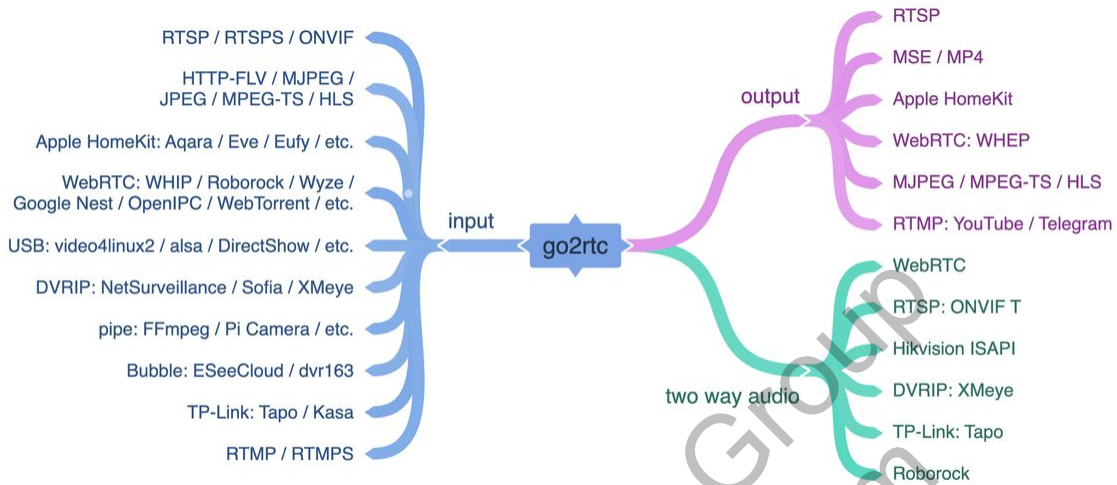 RTSP / RTSPS / ONVIF
HTTP-FLV / MJPEG /
JPEG / MPEG-TS / HLS
Apple HomeKit: Aqara / Eve / Eufy / etc.
WebRTC: WHIP / Roborock / Wyze /
Google Nest / OpenIPC / WebTorrent / etc.
USB: video4linux2 / alsa / DirectShow / etc.
DVRIP: NetSurveillance / Sofia / XMeye
pipe: FFmpeg / Pi Camera / etc.
Bubble: ESeeCloud / dvr163
TP-Link: Tapo / Kasa
RTMP / RTMPS
input
go2rtc
output
RTSP
MSE / MP4
Apple HomeKit
WebRTC: WHEP
MJPEG / MPEG-TS / HLS
RTMP: YouTube / Telegram
two way audio
WebRTC
RTSP: ONVIF T
Hikvision ISAPI
DVRIP: XMeye
TP-Link: Tapo
Roborock
Group